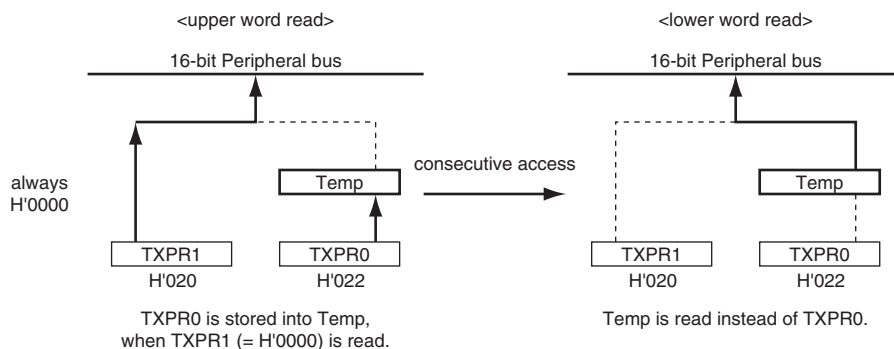 <upper word read>
16-bit Peripheral bus
always
H'0000
Temp
TXPR1
H'020
TXPR0
H'022
TXPR0 is stored into Temp,
when TXPR1 (= H'0000) is read.
consecutive access
<lower word read>
16-bit Peripheral bus
Temp
TXPR1
H'020
TXPR0
H'022
Temp is read instead of TXPR0.